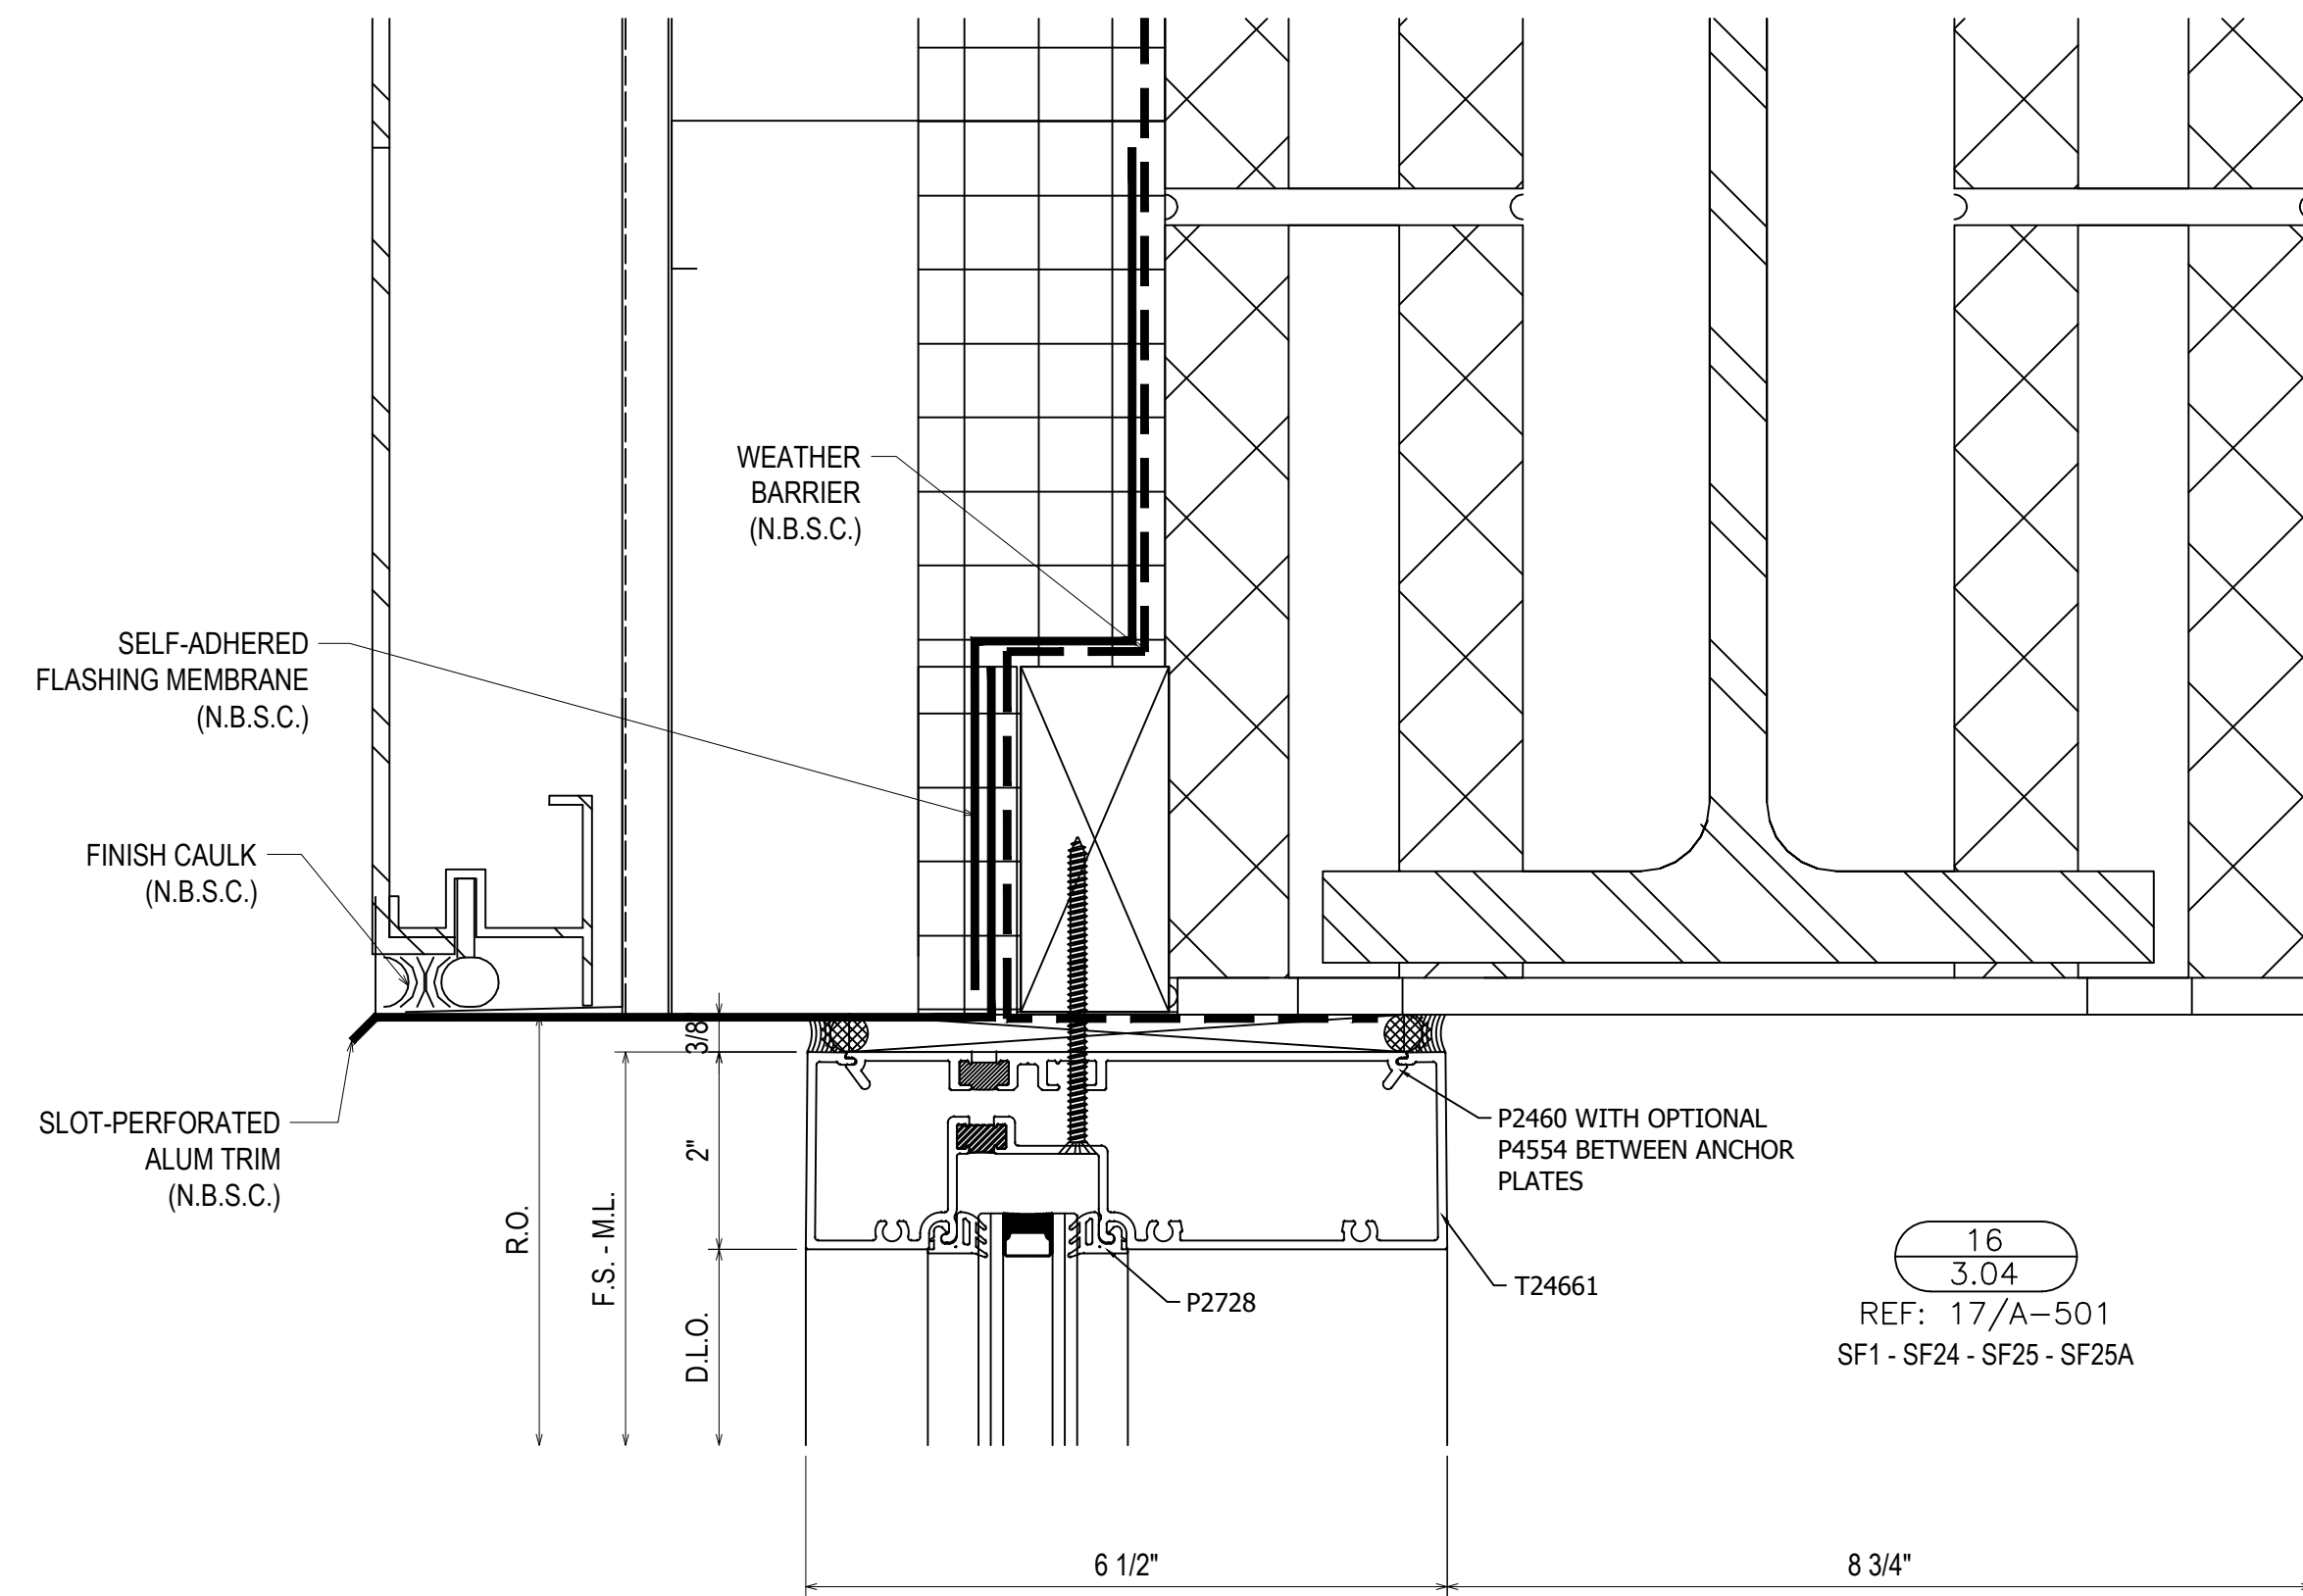 WEATHER
BARRIER
(N.B.S.C.)
SELF-ADHERED
FLASHING MEMBRANE
(N.B.S.C.)
FINISH CAULK
(N.B.S.C.)
SLOT-PERFORATED
ALUM TRIM
(N.B.S.C.)
R.O.
F.S. - M.L.
3/8
2"
D.L.O.
P2460 WITH OPTIONAL
P4554 BETWEEN ANCHOR
PLATES
T24661
P2728
16
3.04
REF: 17/A-501
SF1 - SF24 - SF25 - SF25A
6 1/2"
8 3/4"